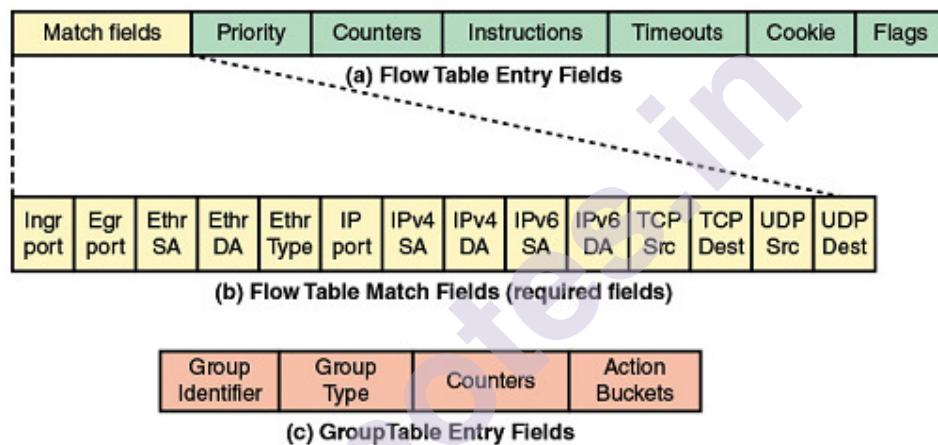 Match fields Priority Counters Instructions Timeouts Cookie Flags
(a) Flow Table Entry Fields
Ingr port Egr port Ethr SA Ethr DA Ethr Type IP port IPv4 SA IPv4 DA IPv6 SA IPv6 DA TCP Src TCP Dest UDP Src UDP Dest
(b) Flow Table Match Fields (required fields)
Group Identifier Group Type Counters Action Buckets
(c) GroupTable Entry Fields
otes.in